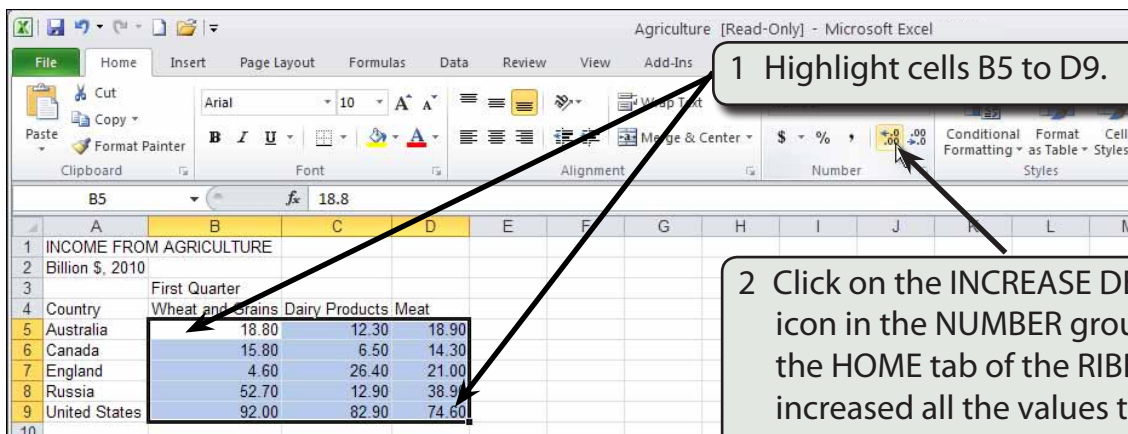 Agriculture [Read-Only] - Microsoft Excel
File Home Insert Page Layout Formulas Data Review View Add-Ins
1 Highlight cells B5 to D9.
Cut
Copy
Format Painter
Paste
Arial 10 A A
B I U A
Wrap Text
Merge & Center
$ % ,
Conditional Formatting
Format as Table
Cell Styles
Clipboard Font Alignment Number Styles
B5 fx 18.8
A B C D E F G H I J K L
1 INCOME FROM AGRICULTURE
2 Billion $, 2010
3 First Quarter
4 Country Wheat and Grains Dairy Products Meat
5 Australia 18.80 12.30 18.90
6 Canada 15.80 6.50 14.30
7 England 4.60 26.40 21.00
8 Russia 52.70 12.90 38.90
9 United States 92.00 82.90 74.60
10
2 Click on the INCREASE
icon in the NUMBER
the HOME tab of the
increased all the values